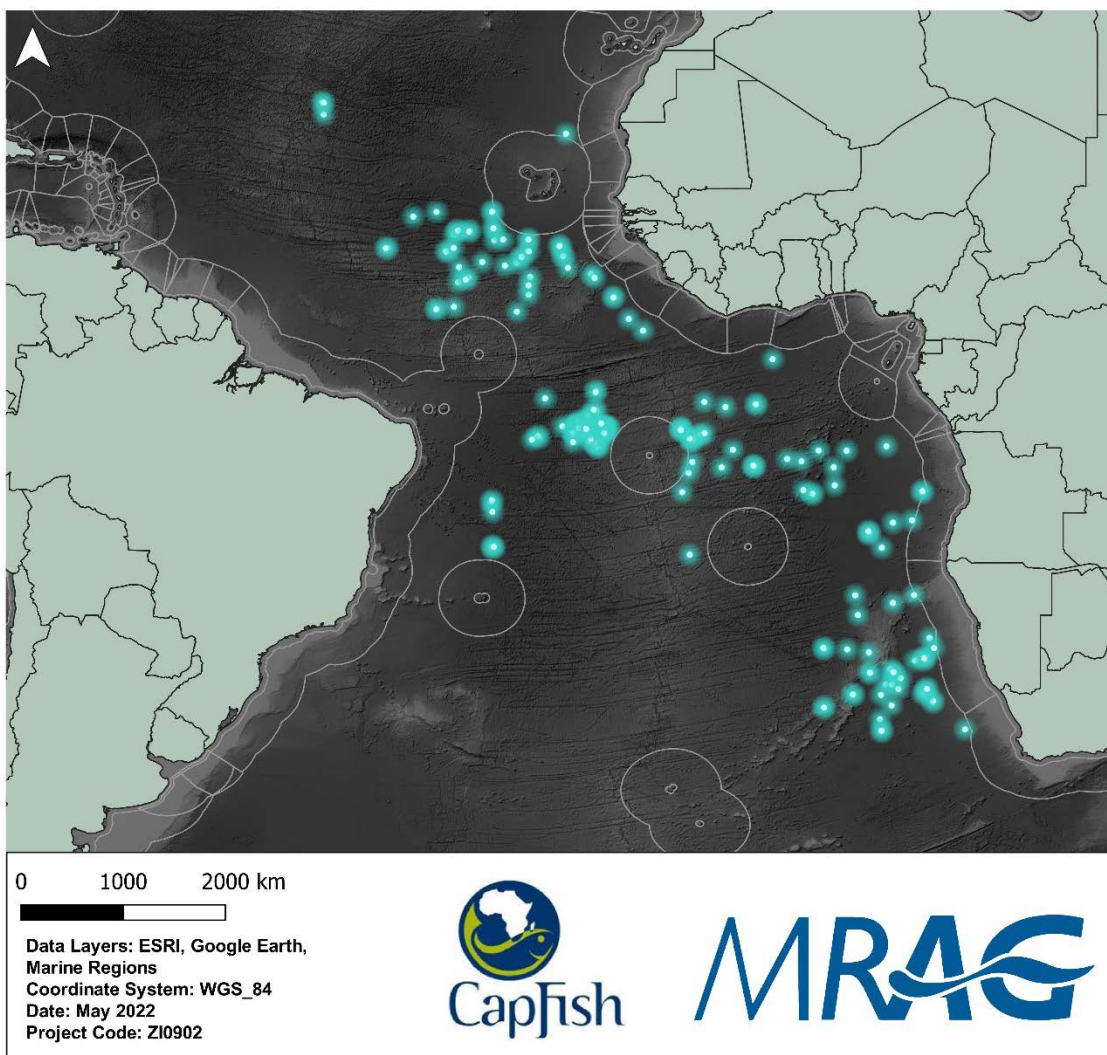 0 1000 2000 km
Data Layers: ESRI, Google Earth,
Marine Regions
Coordinate System: WGS_84
Date: May 2022
Project Code: ZI0902
CapFish
MRAG